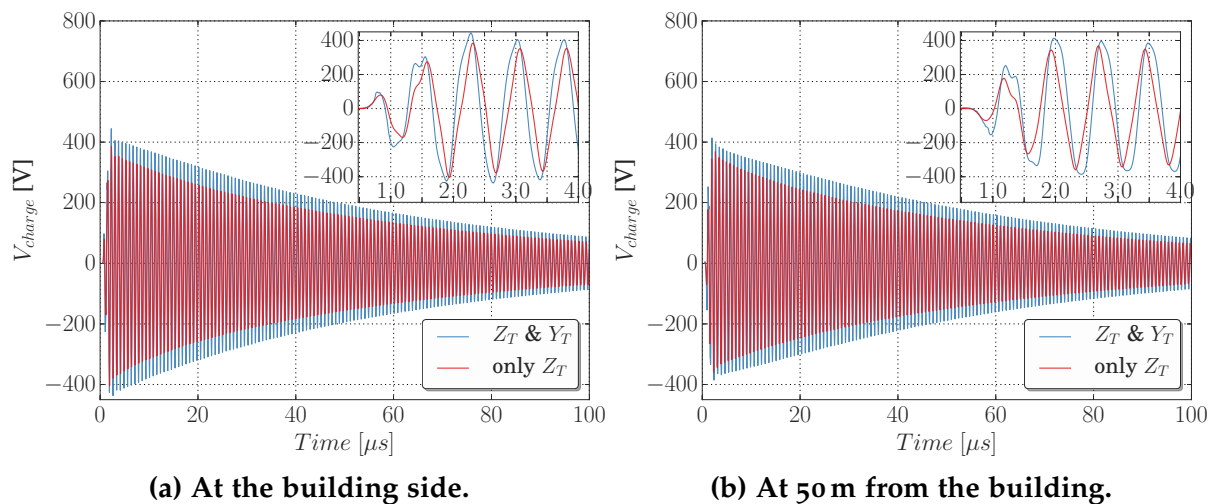 800
600
400
200
0
−200
−400
V_charge [V]
0 20 40 60 80 100
Time [μs]
400
200
0
−200
−400
1.0 2.0 3.0 4.0
Z_T & Y_T
only Z_T
(a) At the building side.
800
600
400
200
0
−200
−400
V_charge [V]
0 20 40 60 80 100
Time [μs]
400
200
0
−200
−400
1.0 2.0 3.0 4.0
Z_T & Y_T
only Z_T
(b) At 50 m from the building.